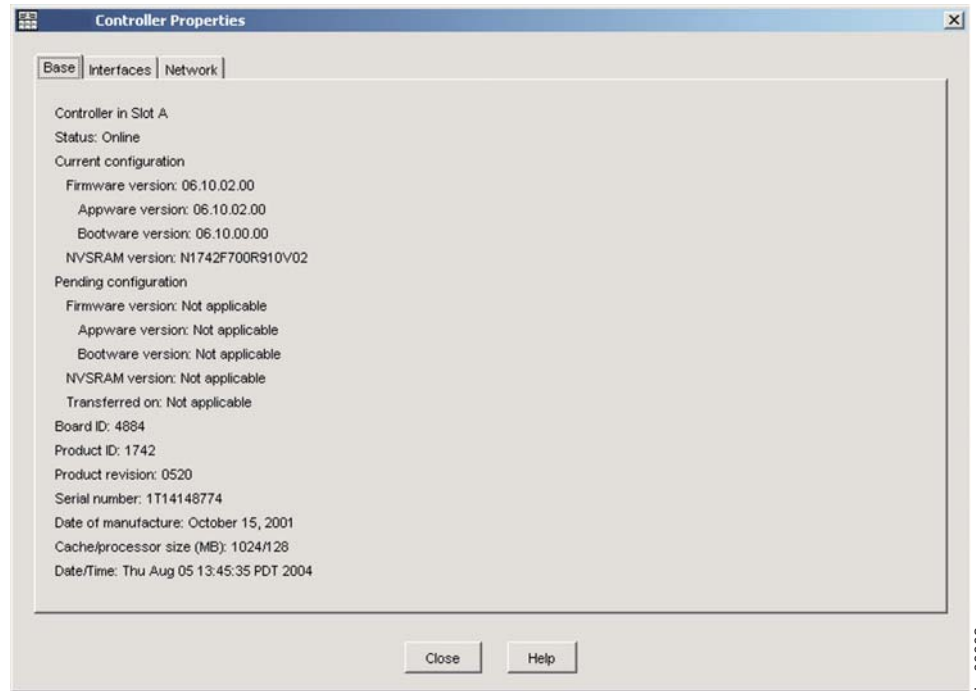 Controller Properties
Base Interfaces Network
Controller in Slot A
Status: Online
Current configuration
Firmware version: 06.10.02.00
Appware version: 06.10.02.00
Bootware version: 06.10.00.00
NVSRAM version: N1742F700R910V02
Pending configuration
Firmware version: Not applicable
Appware version: Not applicable
Bootware version: Not applicable
NVSRAM version: Not applicable
Transferred on: Not applicable
Board ID: 4884
Product ID: 1742
Product revision: 0520
Serial number: 1T14148774
Date of manufacture: October 15, 2001
Cache/processor size (MB): 1024/128
Date/Time: Thu Aug 05 13:45:35 PDT 2004
Close Help